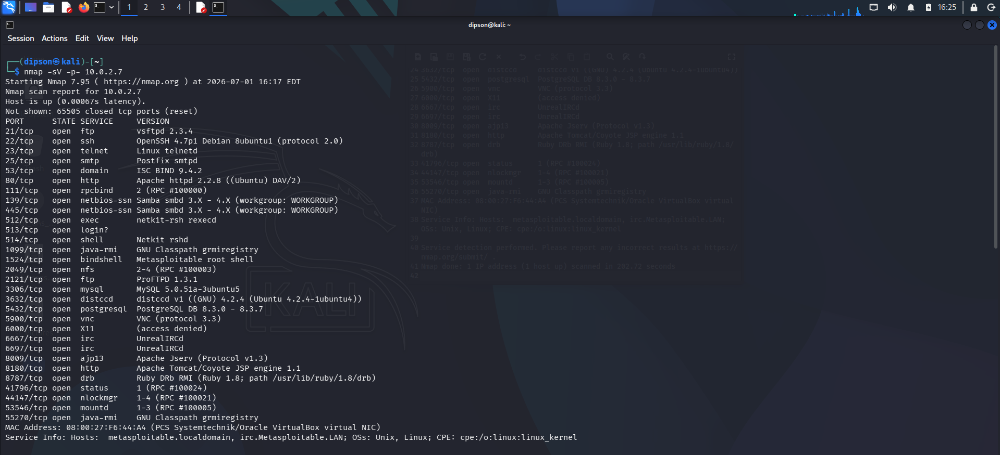 1 2 3 4 16:25
dipson@kali: ~
Session Actions Edit View Help
┌──(dipson㉿kali)-[~]
└─$ nmap -sV -p- 10.0.2.7
Starting Nmap 7.95 ( https://nmap.org ) at 2026-07-01 16:17 EDT
Nmap scan report for 10.0.2.7
Host is up (0.00067s latency).
Not shown: 65505 closed tcp ports (reset)
PORT      STATE SERVICE     VERSION
21/tcp    open  ftp         vsftpd 2.3.4
22/tcp    open  ssh         OpenSSH 4.7p1 Debian 8ubuntu1 (protocol 2.0)
23/tcp    open  telnet      Linux telnetd
25/tcp    open  smtp        Postfix smtpd
53/tcp    open  domain      ISC BIND 9.4.2
80/tcp    open  http        Apache httpd 2.2.8 ((Ubuntu) DAV/2)
111/tcp   open  rpcbind     2 (RPC #100000)
139/tcp   open  netbios-ssn Samba smbd 3.X - 4.X (workgroup: WORKGROUP)
445/tcp   open  netbios-ssn Samba smbd 3.X - 4.X (workgroup: WORKGROUP)
512/tcp   open  exec        netkit-rsh rexecd
513/tcp   open  login?
514/tcp   open  shell       Netkit rshd
1099/tcp  open  java-rmi    GNU Classpath grmiregistry
1524/tcp  open  bindshell   Metasploitable root shell
2049/tcp  open  nfs         2-4 (RPC #100003)
2121/tcp  open  ftp         ProFTPD 1.3.1
3306/tcp  open  mysql       MySQL 5.0.51a-3ubuntu5
3632/tcp  open  distccd     distccd v1 ((GNU) 4.2.4 (Ubuntu 4.2.4-1ubuntu4))
5432/tcp  open  postgresql  PostgreSQL DB 8.3.0 - 8.3.7
5900/tcp  open  vnc         VNC (protocol 3.3)
6000/tcp  open  X11         (access denied)
6667/tcp  open  irc         UnrealIRCd
6697/tcp  open  irc         UnrealIRCd
8009/tcp  open  ajp13       Apache Jserv (Protocol v1.3)
8180/tcp  open  http        Apache Tomcat/Coyote JSP engine 1.1
8787/tcp  open  drb         Ruby DRb RMI (Ruby 1.8; path /usr/lib/ruby/1.8/drb)
41796/tcp open  status      1 (RPC #100024)
44147/tcp open  nlockmgr    1-4 (RPC #100021)
53546/tcp open  mountd      1-3 (RPC #100005)
55270/tcp open  java-rmi    GNU Classpath grmiregistry
MAC Address: 08:00:27:F6:44:A4 (PCS Systemtechnik/Oracle VirtualBox virtual NIC)
Service Info: Hosts:  metasploitable.localdomain, irc.Metasploitable.LAN; OSs: Unix, Linux; CPE: cpe:/o:linux:linux_kernel
24 3632/tcp  open  distccd     distccd v1 ((GNU) 4.2.4 (Ubuntu 4.2.4-1ubuntu4))
25 5432/tcp  open  postgresql  PostgreSQL DB 8.3.0 - 8.3.7
26 5900/tcp  open  vnc         VNC (protocol 3.3)
27 6000/tcp  open  X11         (access denied)
28 6667/tcp  open  irc         UnrealIRCd
29 6697/tcp  open  irc         UnrealIRCd
30 8009/tcp  open  ajp13       Apache Jserv (Protocol v1.3)
31 8180/tcp  open  http        Apache Tomcat/Coyote JSP engine 1.1
32 8787/tcp  open  drb         Ruby DRb RMI (Ruby 1.8; path /usr/lib/ruby/1.8/
drb)
33 41796/tcp open  status      1 (RPC #100024)
34 44147/tcp open  nlockmgr    1-4 (RPC #100021)
35 53546/tcp open  mountd      1-3 (RPC #100005)
36 55270/tcp open  java-rmi    GNU Classpath grmiregistry
37 MAC Address: 08:00:27:F6:44:A4 (PCS Systemtechnik/Oracle VirtualBox virtual
NIC)
38 Service Info: Hosts:  metasploitable.localdomain, irc.Metasploitable.LAN;
OSs: Unix, Linux; CPE: cpe:/o:linux:linux_kernel
39
40 Service detection performed. Please report any incorrect results at https://
nmap.org/submit/ .
41 Nmap done: 1 IP address (1 host up) scanned in 202.72 seconds
42
KALI